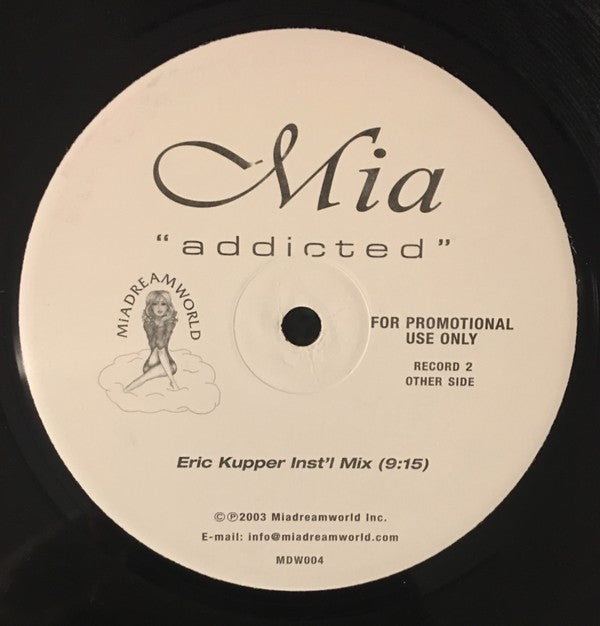 Mia
“addicted”
MiADREAMWORLD
FOR PROMOTIONAL
USE ONLY
RECORD 2
OTHER SIDE
Eric Kupper Inst'l Mix (9:15)
©℗2003 Miadreamworld Inc.
E-mail: info@miadreamworld.com
MDW004